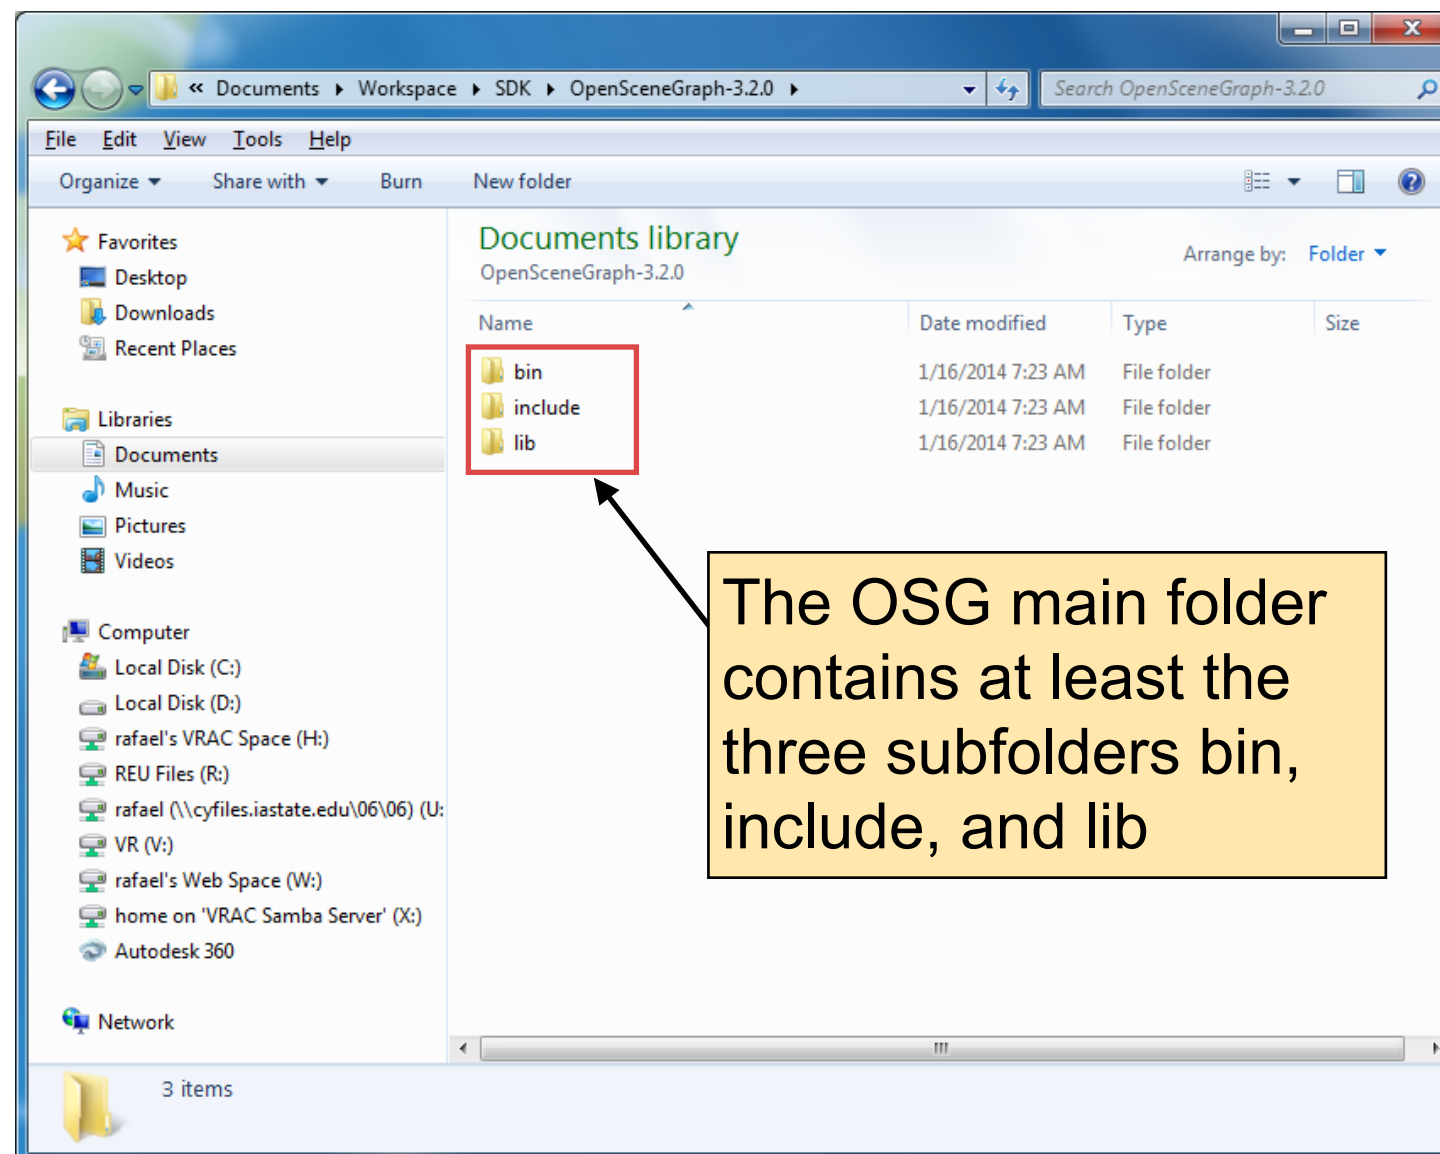 « Documents Workspace SDK OpenSceneGraph-3.2.0
Search OpenSceneGraph-3.2.0
File Edit View Tools Help
Organize Share with Burn New folder
Favorites
Desktop
Downloads
Recent Places
Libraries
Documents
Music
Pictures
Videos
Computer
Local Disk (C:)
Local Disk (D:)
rafael's VRAC Space (H:)
REU Files (R:)
rafael (\\cyfiles.iastate.edu\06\06) (U:
VR (V:)
rafael's Web Space (W:)
home on 'VRAC Samba Server' (X:)
Autodesk 360
Network
Documents library
OpenSceneGraph-3.2.0
Arrange by: Folder
Name Date modified Type Size
bin 1/16/2014 7:23 AM File folder
include 1/16/2014 7:23 AM File folder
lib 1/16/2014 7:23 AM File folder
The OSG main folder
contains at least the
three subfolders bin,
include, and lib
3 items